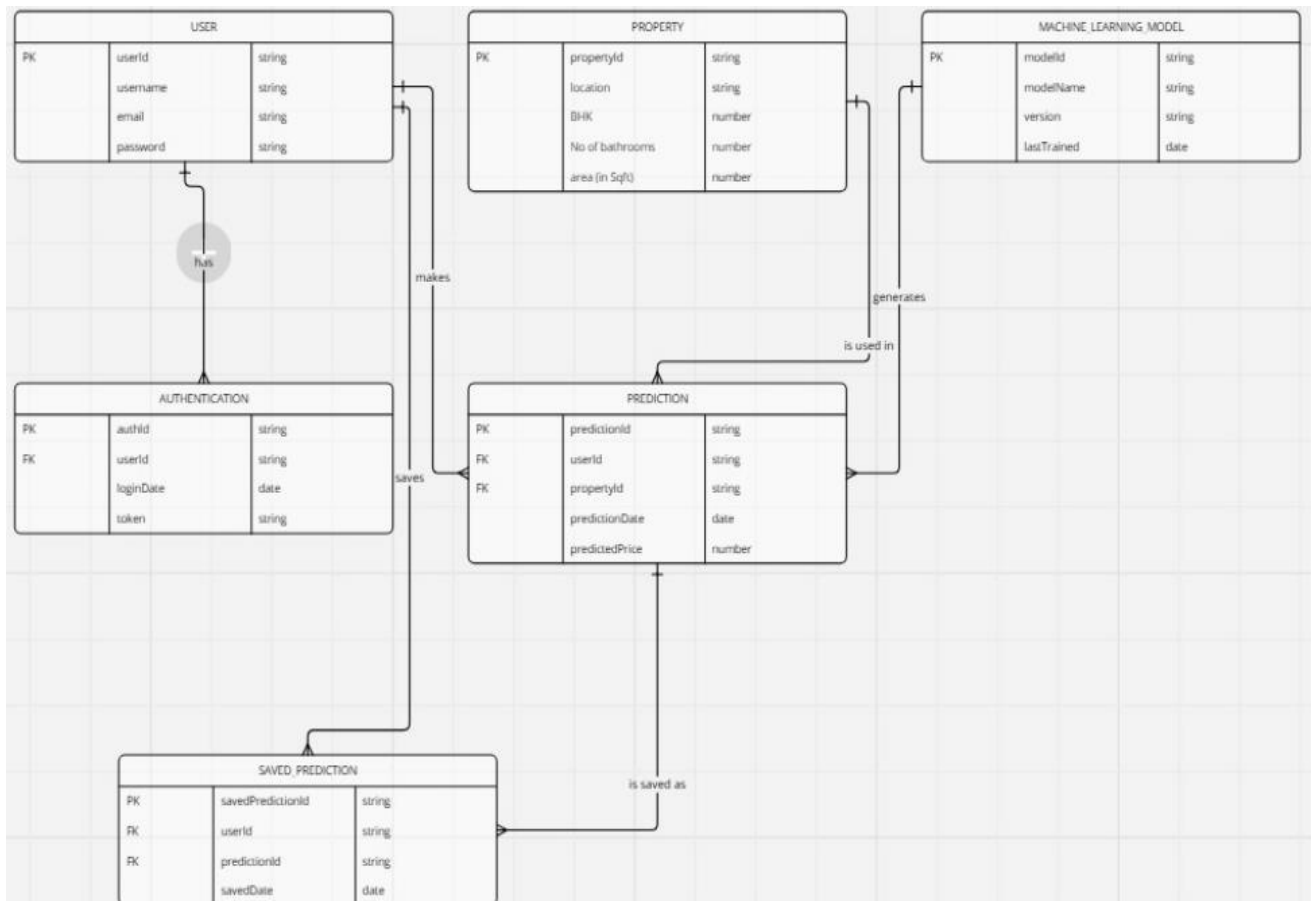 USER
PK userId string
username string
email string
password string
PROPERTY
PK propertyId string
location string
BHK number
No of bathrooms number
area (in Sqft) number
MACHINE_LEARNING_MODEL
PK modelId string
modelName string
version string
lastTrained date
has
makes
generates
is used in
AUTHENTICATION
PK authId string
FK userId string
loginDate date
token string
saves
PREDICTION
PK predictionId string
FK userId string
FK propertyId string
predictionDate date
predictedPrice number
is saved as
SAVED_PREDICTION
PK savedPredictionId string
FK userId string
FK predictionId string
savedDate date